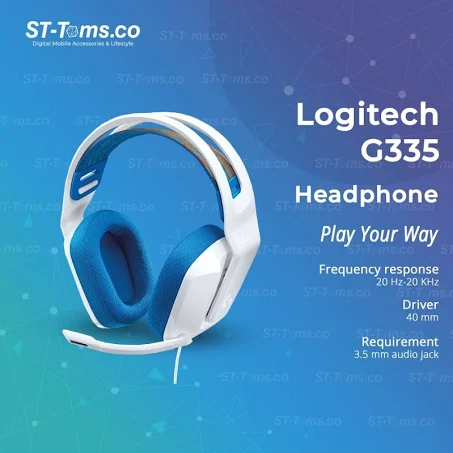 ST-Toms.co
Digital Mobile Accessories & Lifestyle
Logitech
G335
Headphone
Play Your Way
Frequency response
20 Hz-20 KHz
Driver
40 mm
Requirement
3.5 mm audio jack